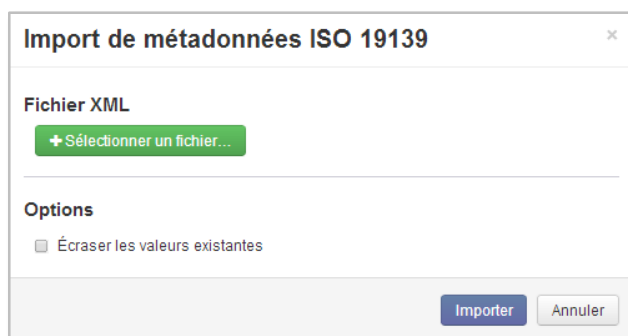 Import de métadonnées ISO 19139
×
Fichier XML
+ Sélectionner un fichier...
Options
Écraser les valeurs existantes
Importer
Annuler